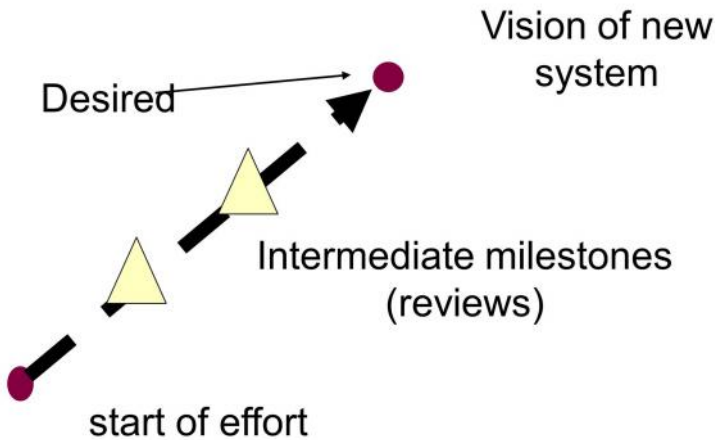 Vision of new
system
Desired
Intermediate milestones
(reviews)
start of effort